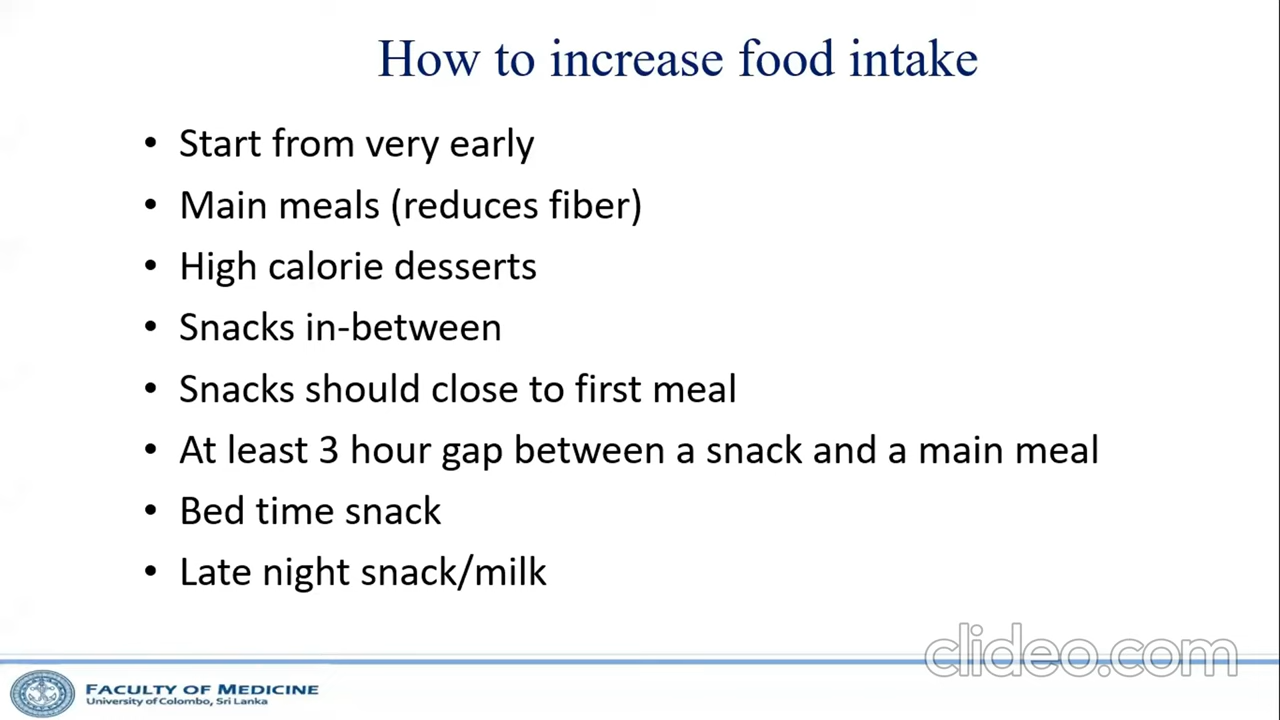 How to increase food intake
• Start from very early
• Main meals (reduces fiber)
• High calorie desserts
• Snacks in-between
• Snacks should close to first meal
• At least 3 hour gap between a snack and a main meal
• Bed time snack
• Late night snack/milk
clideo.com
FACULTY OF MEDICINE
University of Colombo, Sri Lanka